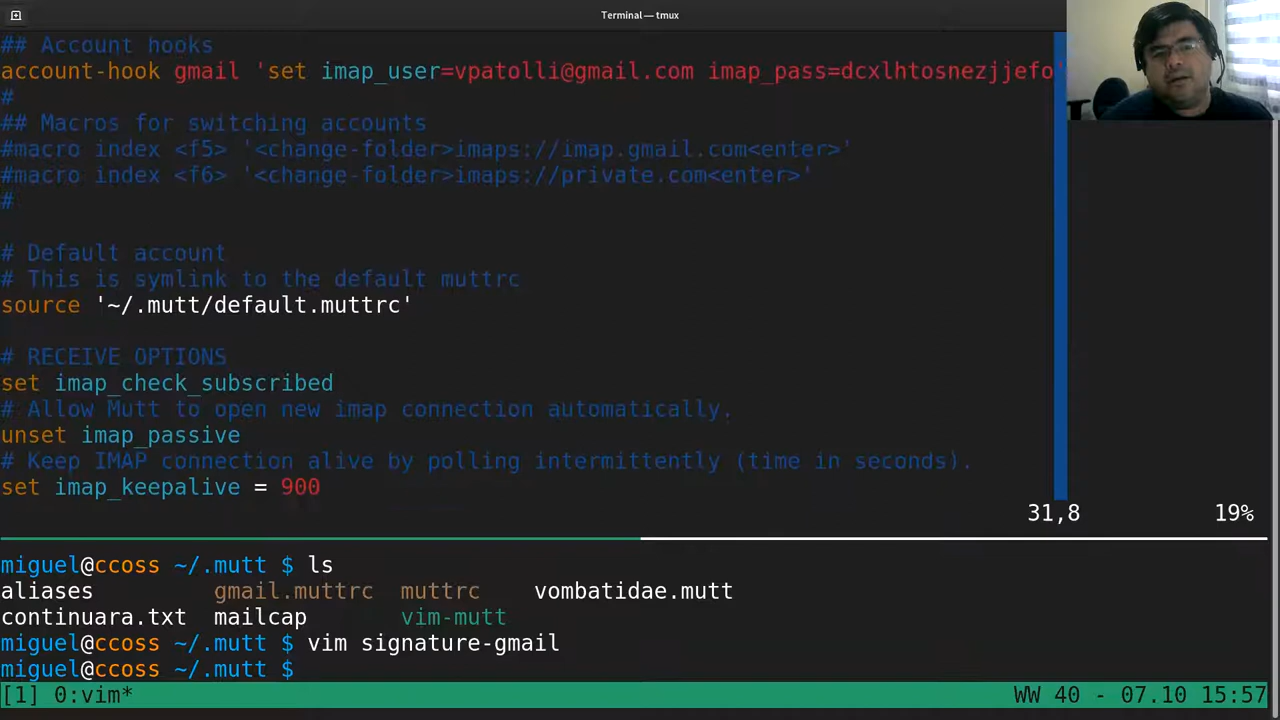 Terminal — tmux
## Account hooks
account-hook gmail 'set imap_user=vpatolli@gmail.com imap_pass=dcxlhtosnezjjefo'
#
## Macros for switching accounts
#macro index <f5> '<change-folder>imaps://imap.gmail.com<enter>'
#macro index <f6> '<change-folder>imaps://private.com<enter>'
#
# Default account
# This is symlink to the default muttrc
source '~/.mutt/default.muttrc'
# RECEIVE OPTIONS
set imap_check_subscribed
# Allow Mutt to open new imap connection automatically.
unset imap_passive
# Keep IMAP connection alive by polling intermittently (time in seconds).
set imap_keepalive = 900
31,8 19%
miguel@ccoss ~/.mutt $ ls
aliases gmail.muttrc muttrc vombatidae.mutt
continuara.txt mailcap vim-mutt
miguel@ccoss ~/.mutt $ vim signature-gmail
miguel@ccoss ~/.mutt $
[1] 0:vim* WW 40 - 07.10 15:57